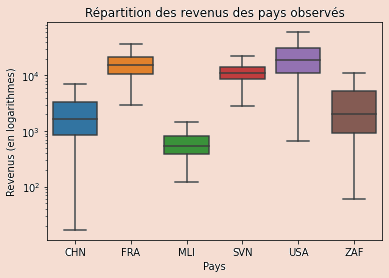 Répartition des revenus des pays observés
Revenus (en logarithmes)
10⁴
10³
10²
CHN FRA MLI SVN USA ZAF
Pays